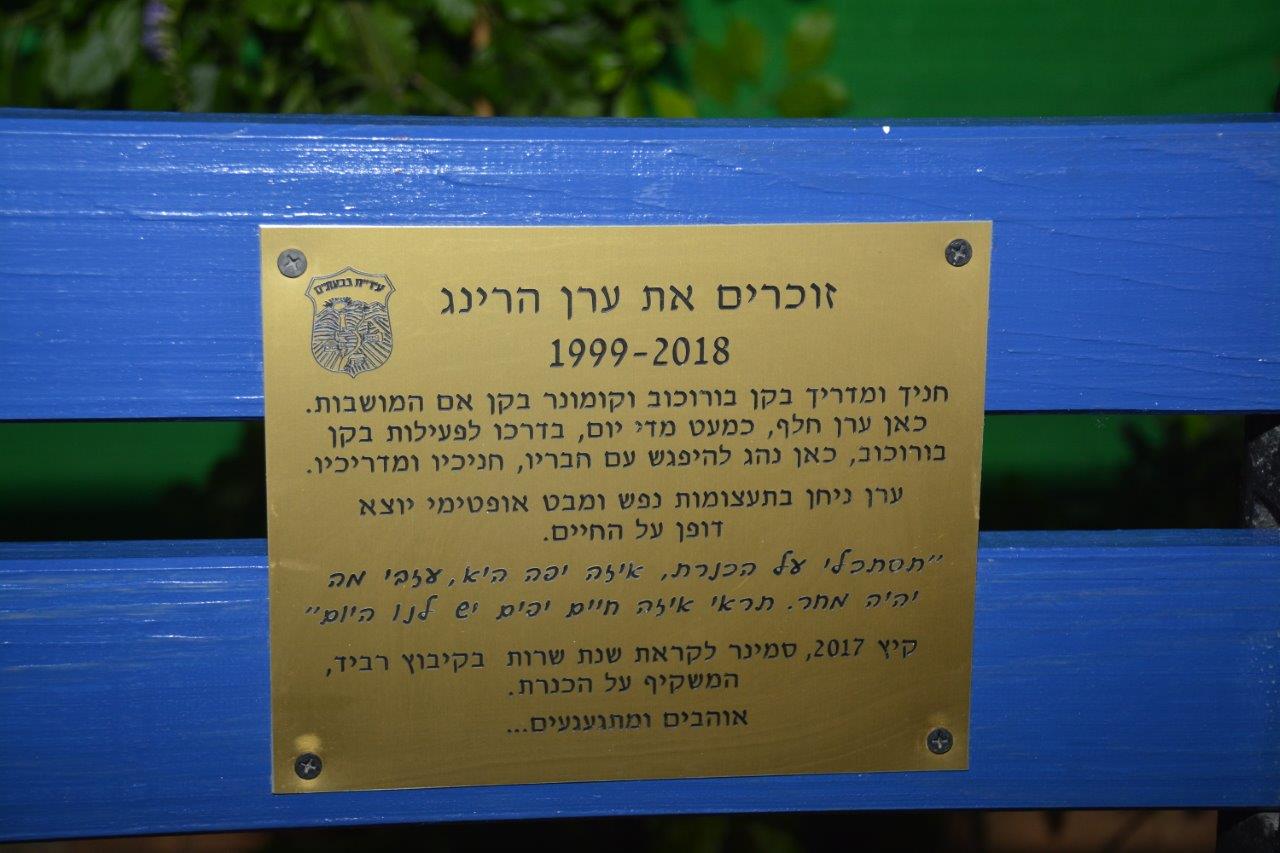 עיריית גבעתיים
זוכרים את ערן הרינג
1999-2018
חניך ומדריך בקן בורוכוב וקומונר בקן אם המושבות.
כאן ערן חלף, כמעט מדי יום, בדרכו לפעילות בקן
בורוכוב, כאן נהג להיפגש עם חבריו, חניכיו ומדריכיו.
ערן ניחן בתעצומות נפש ומבט אופטימי יוצא
דופן על החיים.
"תסתכלי על הכנרת, איזה יפה היא, עזבי מה
יהיה מחר. תראי איזה חיים יפים יש לנו היום"
קיץ 2017, סמינר לקראת שנת שרות בקיבוץ רביד,
המשקיף על הכנרת.
אוהבים ומתגעגעים...